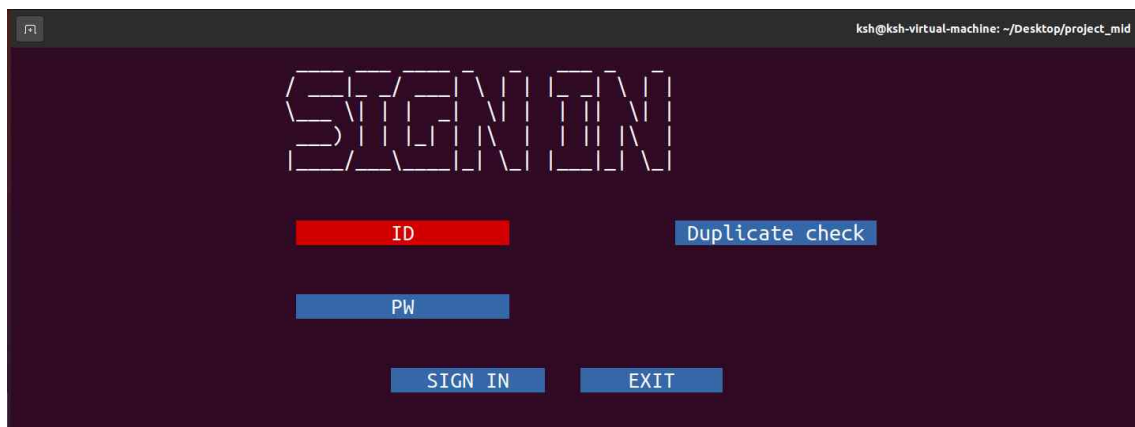 ksh@ksh-virtual-machine: ~/Desktop/project_mid
SIGN IN
ID
Duplicate check
PW
SIGN IN
EXIT